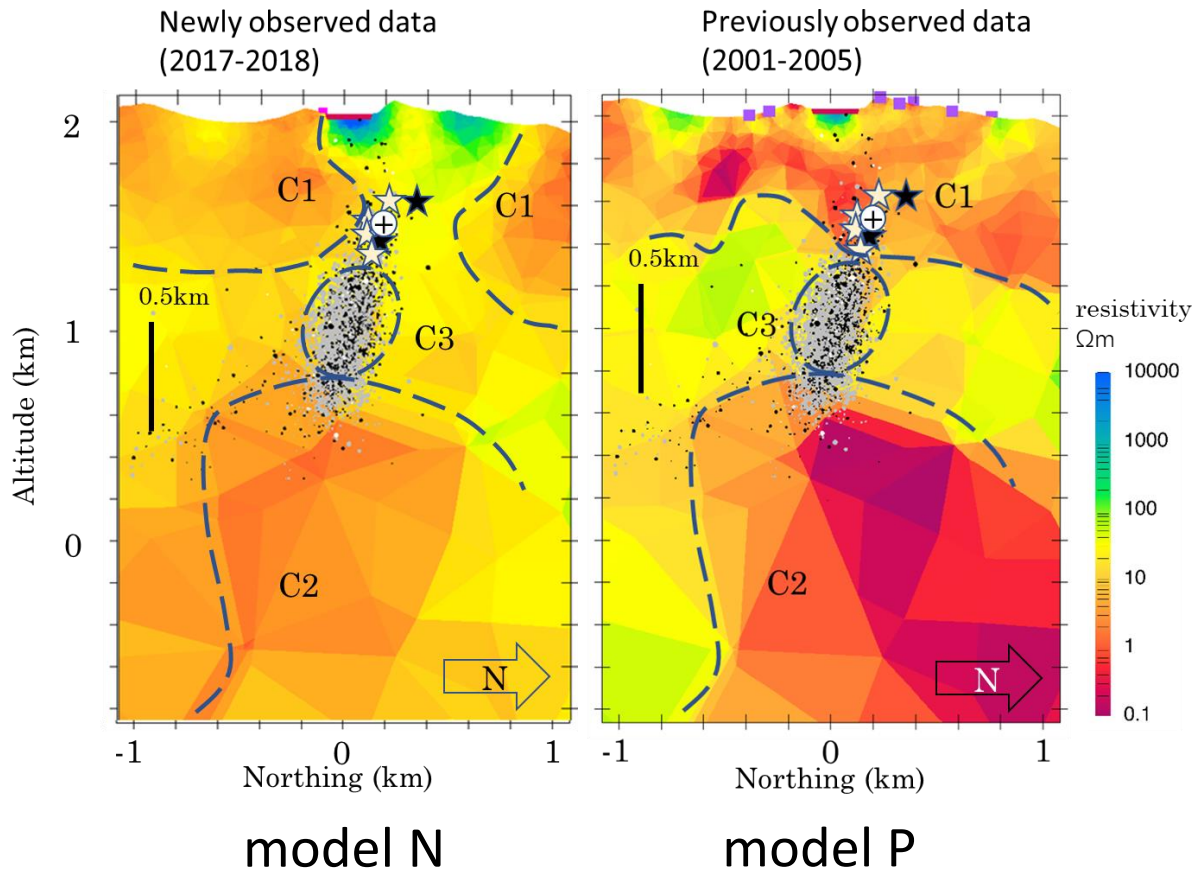 Newly observed data
(2017-2018)
Previously observed data
(2001-2005)
2
1
0
Altitude (km)
C1
C1
0.5km
C3
C2
N
-1
0
1
Northing (km)
C1
0.5km
C3
C2
N
-1
0
1
Northing (km)
resistivity
Ωm
10000
1000
100
10
1
0.1
model N
model P